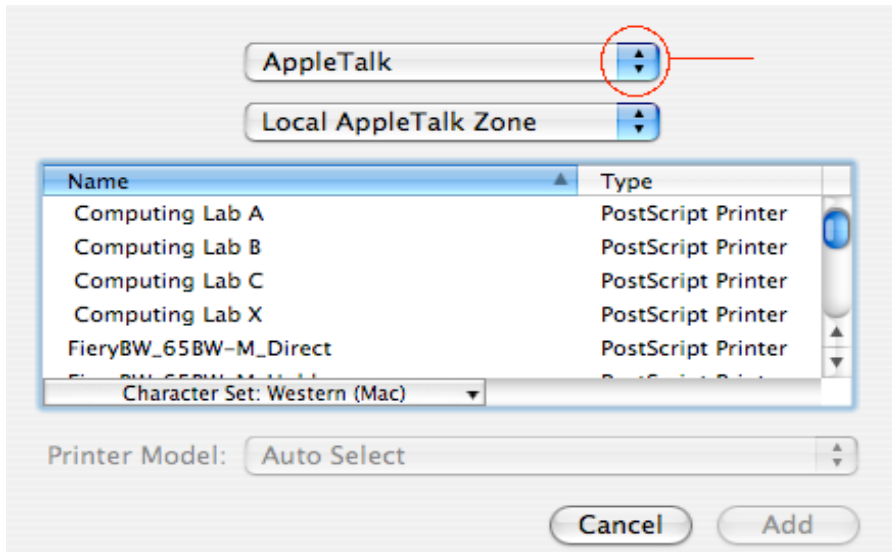 AppleTalk
Local AppleTalk Zone
Name Type
Computing Lab A PostScript Printer
Computing Lab B PostScript Printer
Computing Lab C PostScript Printer
Computing Lab X PostScript Printer
FieryBW_65BW-M_Direct PostScript Printer
Character Set: Western (Mac)
Printer Model: Auto Select
Cancel Add